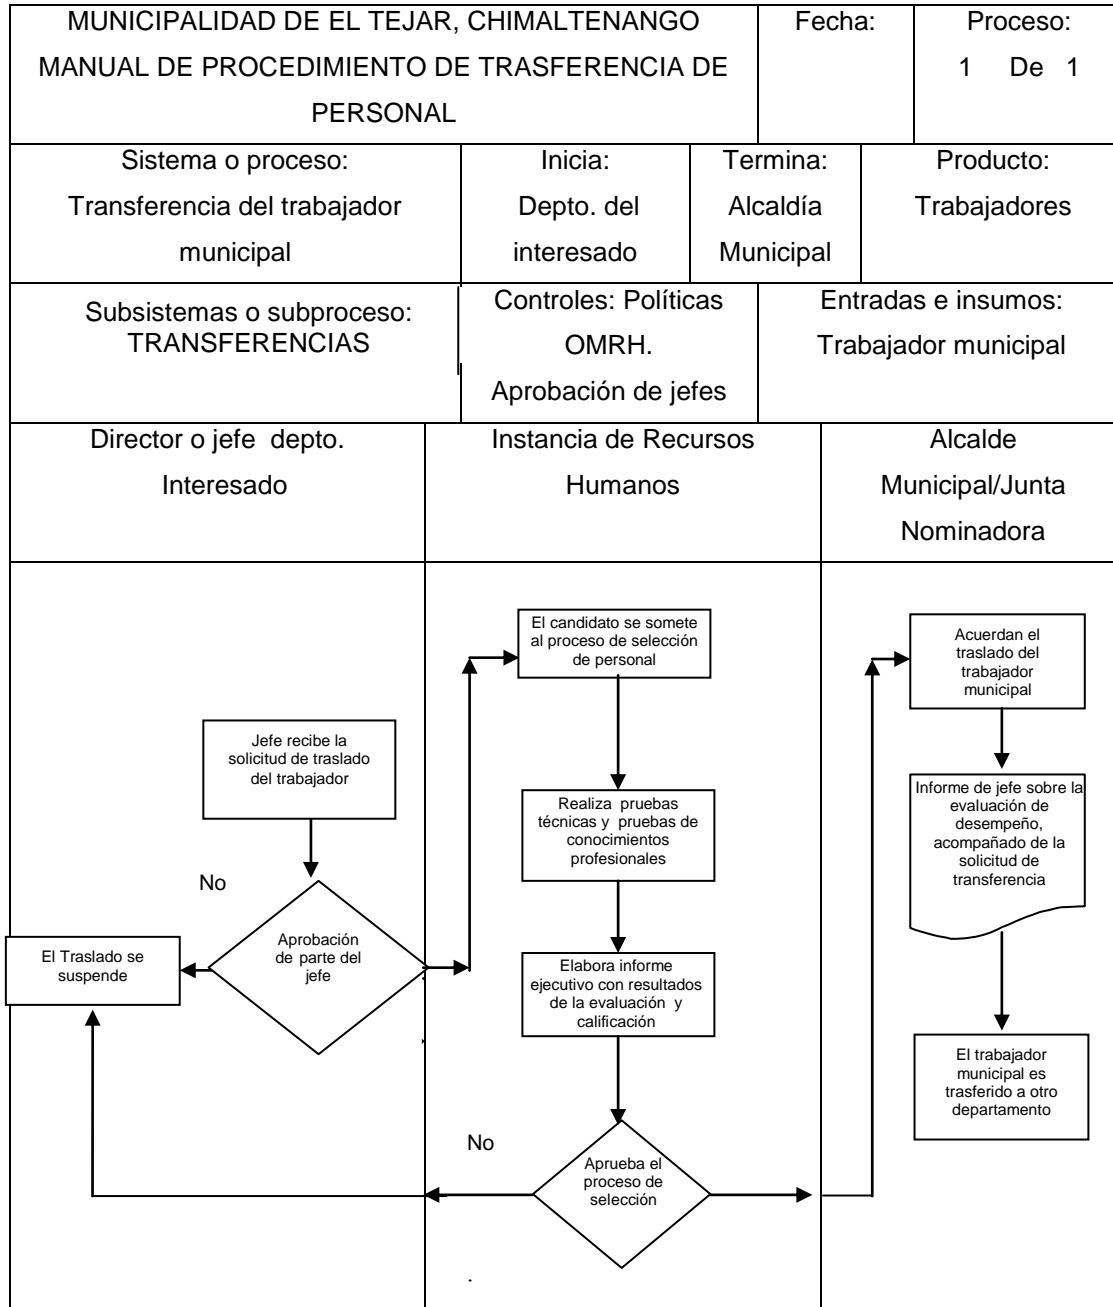 MUNICIPALIDAD DE EL TEJAR, CHIMALTENANGO
MANUAL DE PROCEDIMIENTO DE TRASFERENCIA DE
PERSONAL
Fecha:
Proceso:
1 De 1
Sistema o proceso:
Transferencia del trabajador
municipal
Inicia:
Depto. del
interesado
Termina:
Alcaldía
Municipal
Producto:
Trabajadores
Subsistemas o subproceso:
TRANSFERENCIAS
Controles: Políticas
OMRH.
Aprobación de jefes
Entradas e insumos:
Trabajador municipal
Director o jefe depto.
Interesado
Instancia de Recursos
Humanos
Alcalde
Municipal/Junta
Nominadora
Jefe recibe la
solicitud de traslado
del trabajador
No
Aprobación
de parte del
jefe
El Traslado se
suspende
El candidato se somete
al proceso de selección
de personal
Realiza pruebas
técnicas y pruebas de
conocimientos
profesionales
Elabora informe
ejecutivo con resultados
de la evaluación y
calificación
No
Aprueba el
proceso de
selección
Acuerdan el
traslado del
trabajador
municipal
Informe de jefe sobre la
evaluación de
desempeño,
acompañado de la
solicitud de
transferencia
El trabajador
municipal es
trasferido a otro
departamento